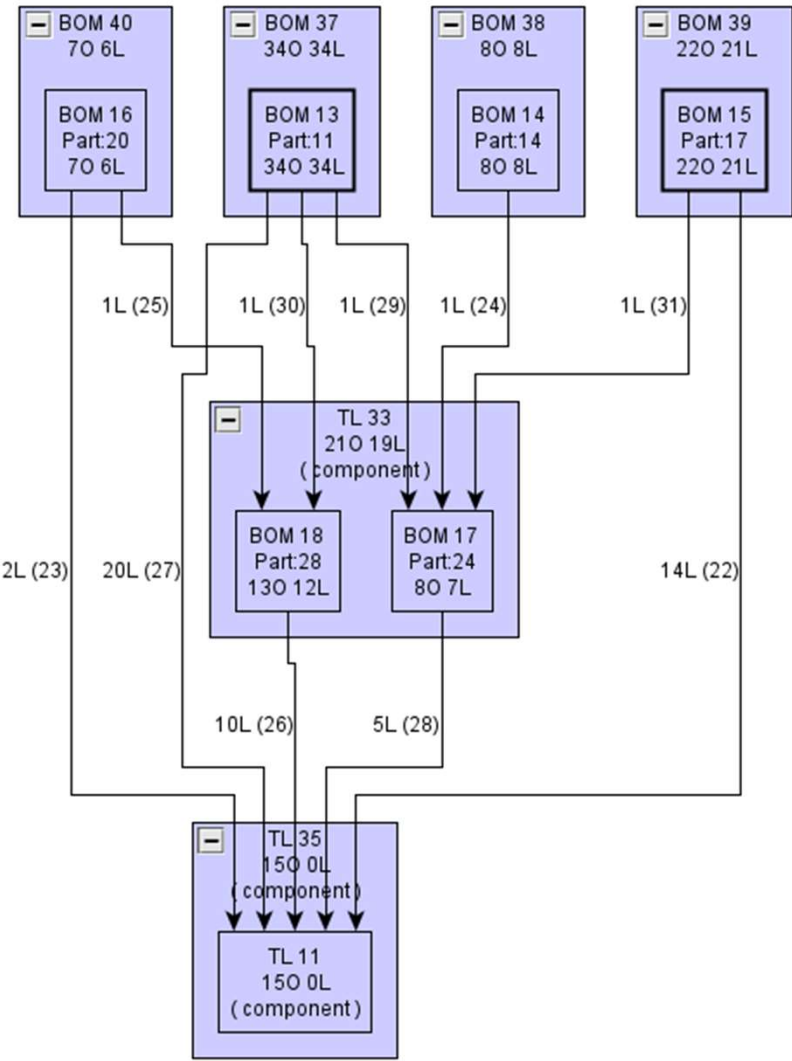 BOM 40
7O 6L
BOM 16
Part:20
7O 6L
BOM 37
34O 34L
BOM 13
Part:11
34O 34L
BOM 38
8O 8L
BOM 14
Part:14
8O 8L
BOM 39
22O 21L
BOM 15
Part:17
22O 21L
1L (25)
1L (30)
1L (29)
1L (24)
1L (31)
TL 33
21O 19L
(component)
BOM 18
Part:28
13O 12L
BOM 17
Part:24
8O 7L
2L (23)
20L (27)
14L (22)
10L (26)
5L (28)
TL 35
15O 0L
(component)
TL 11
15O 0L
(component)